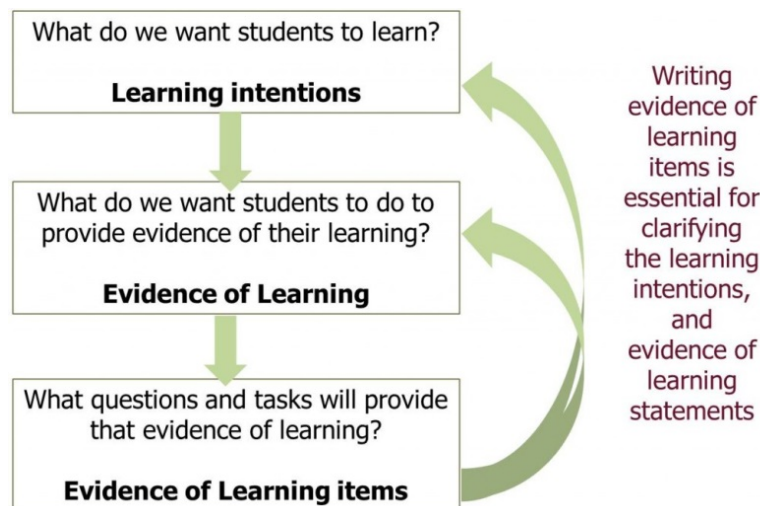 What do we want students to learn?
Learning intentions
What do we want students to do to
provide evidence of their learning?
Evidence of Learning
What questions and tasks will provide
that evidence of learning?
Evidence of Learning items
Writing
evidence of
learning
items is
essential for
clarifying
the learning
intentions,
and
evidence of
learning
statements